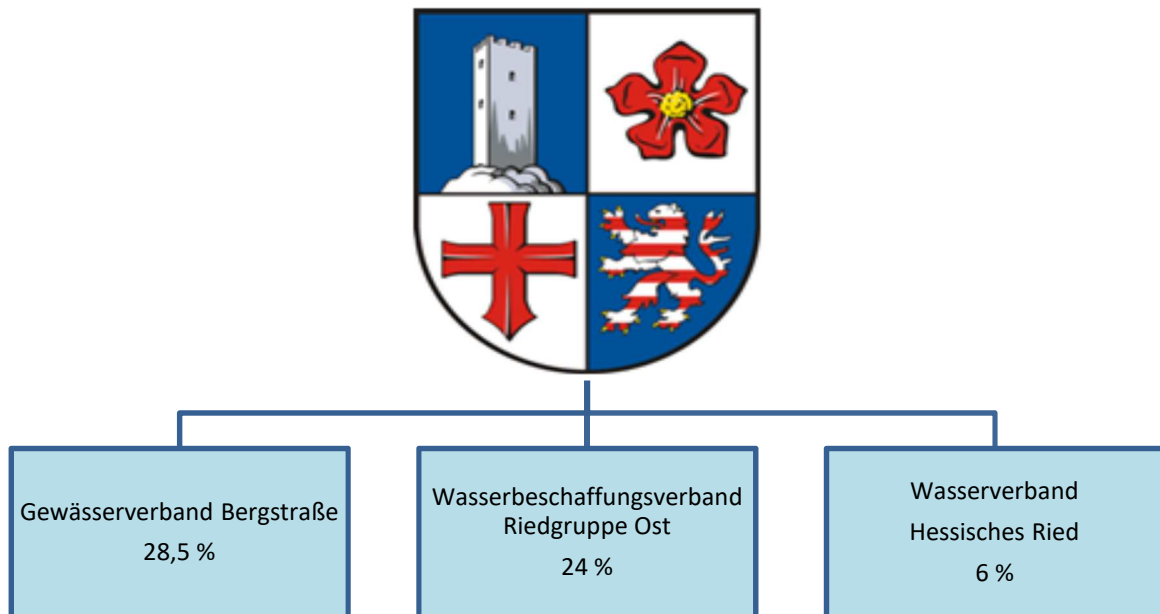 Gewässerverband Bergstraße
28,5 %
Wasserbeschaffungsverband
Riedgruppe Ost
24 %
Wasserverband
Hessisches Ried
6 %